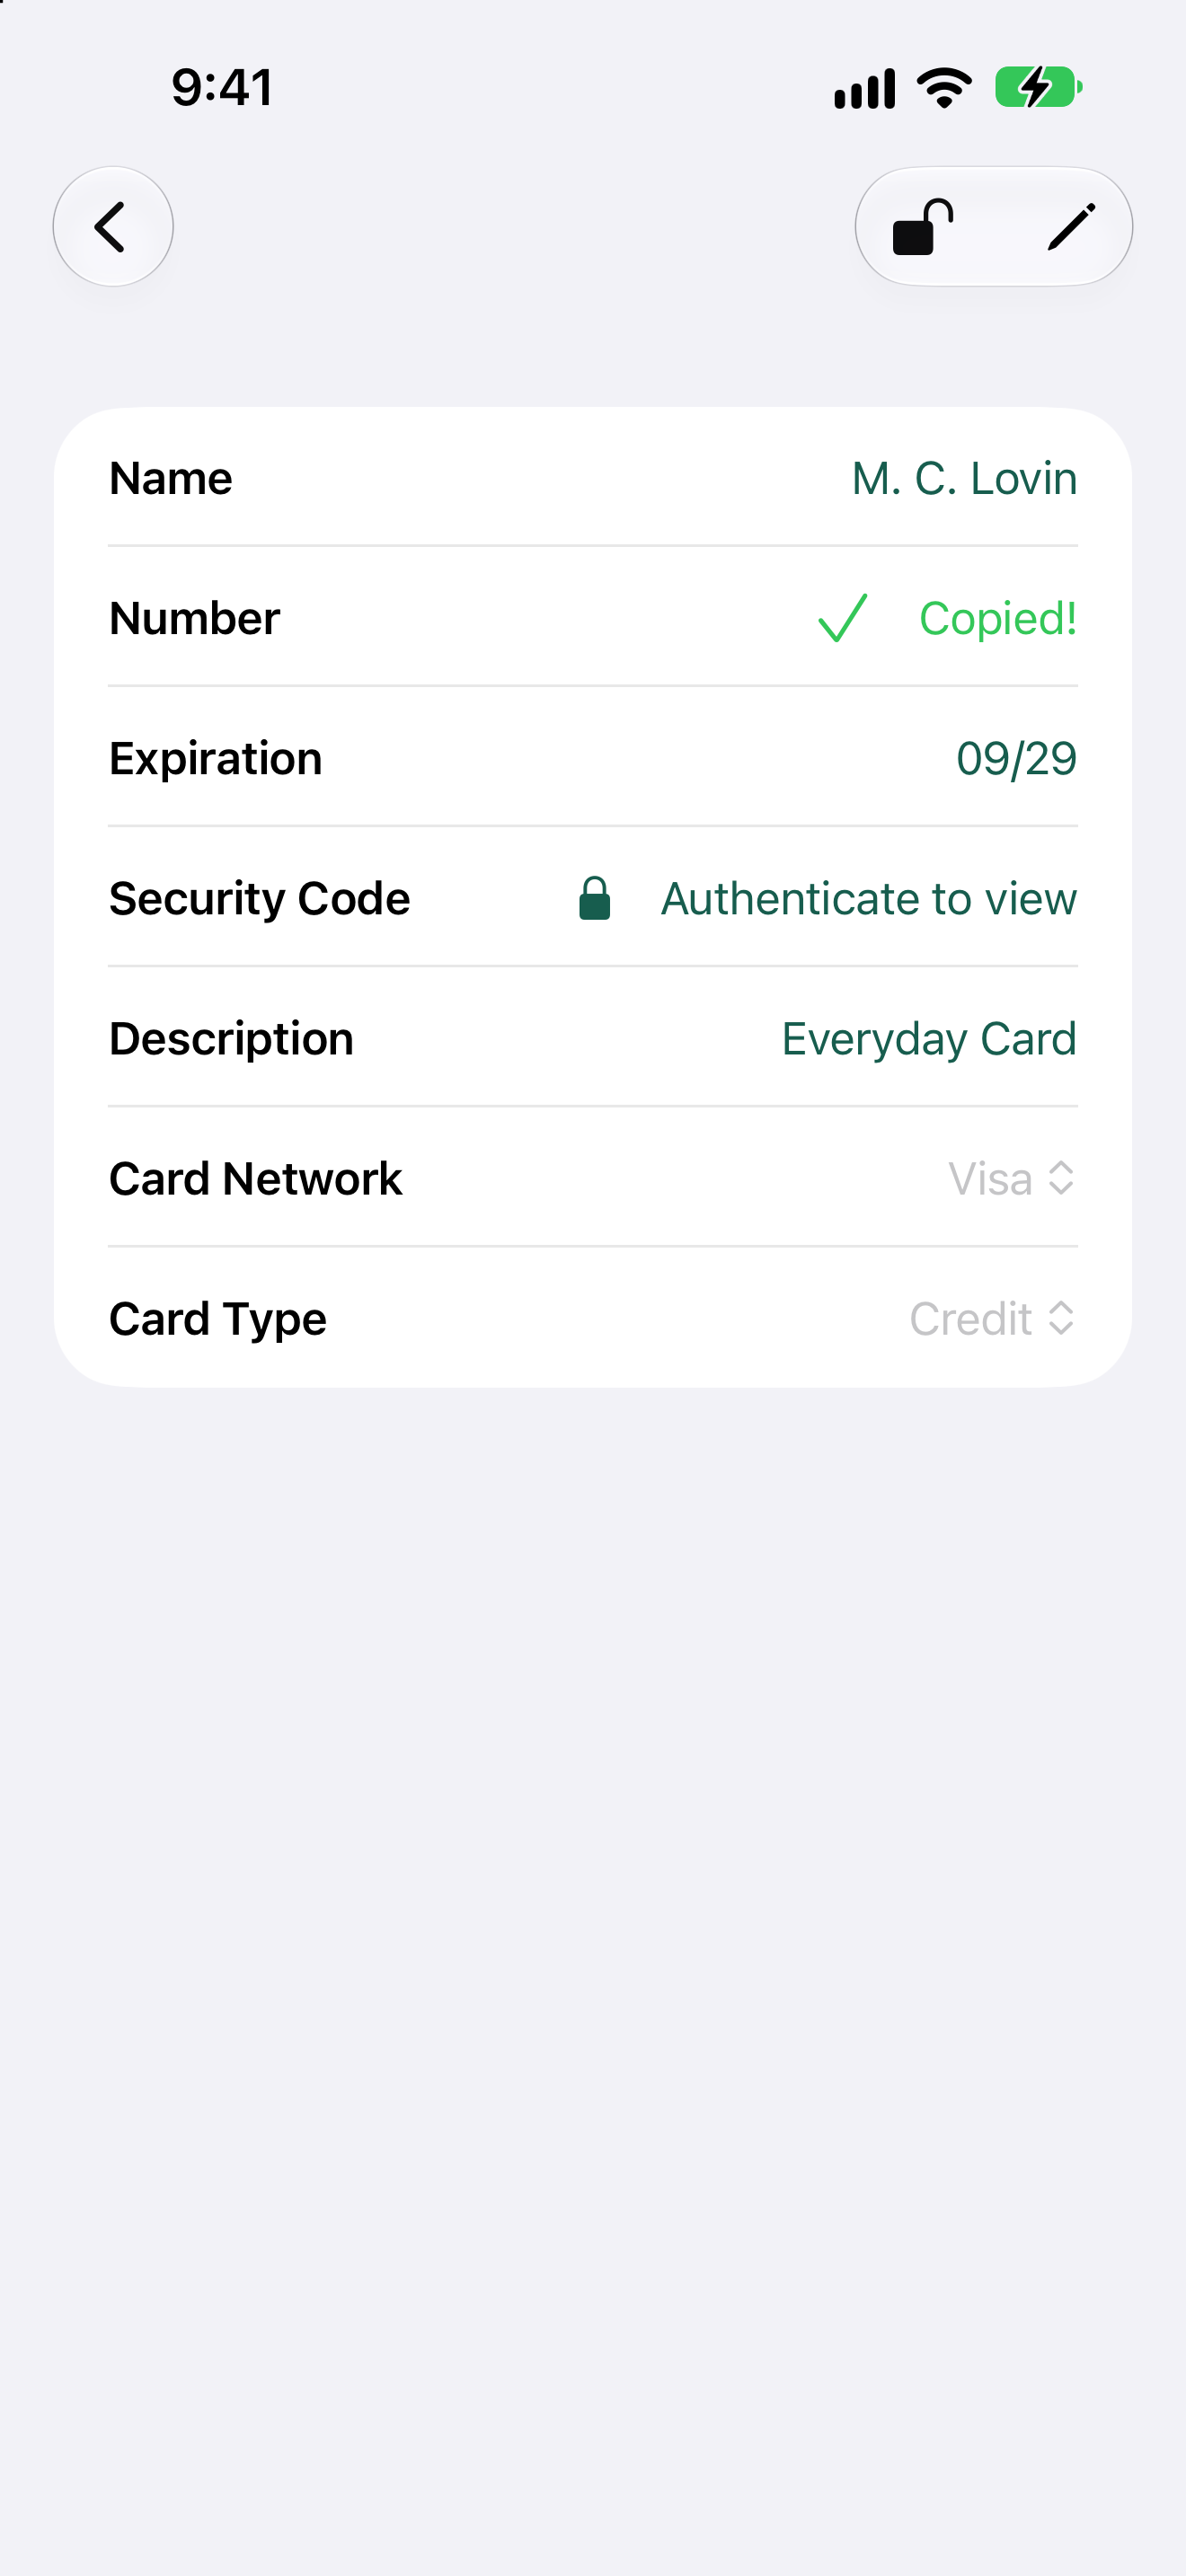 9:41
Name M. C. Lovin
Number Copied!
Expiration 09/29
Security Code Authenticate to view
Description Everyday Card
Card Network Visa
Card Type Credit